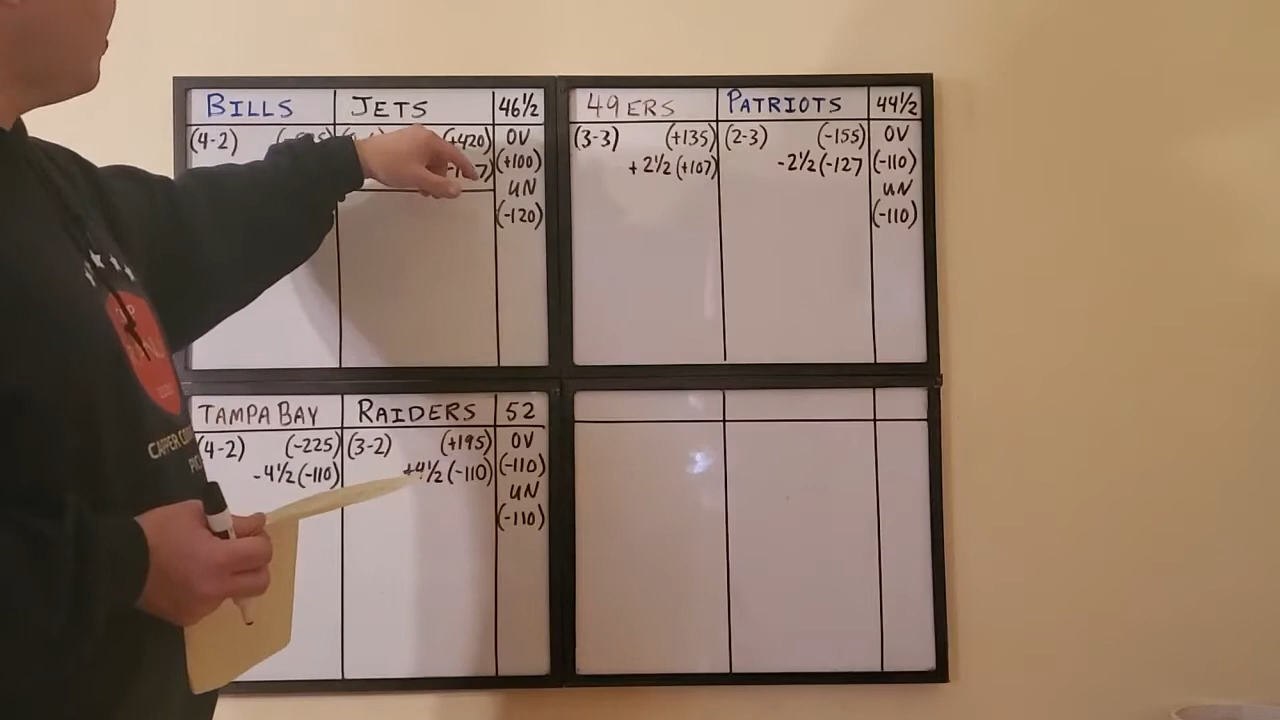 BILLS JETS 46½
(4-2) (+420) OV
(+100)
UN
(-120)
49ERS PATRIOTS 44½
(3-3) (+135) (2-3) (-155) OV
+2½(+107) -2½(-127 (-110)
UN
(-110)
TAMPA BAY RAIDERS 52
(4-2) (-225) (3-2) (+195) OV
-4½(-110) +4½(-110) (-110)
UN
(-110)